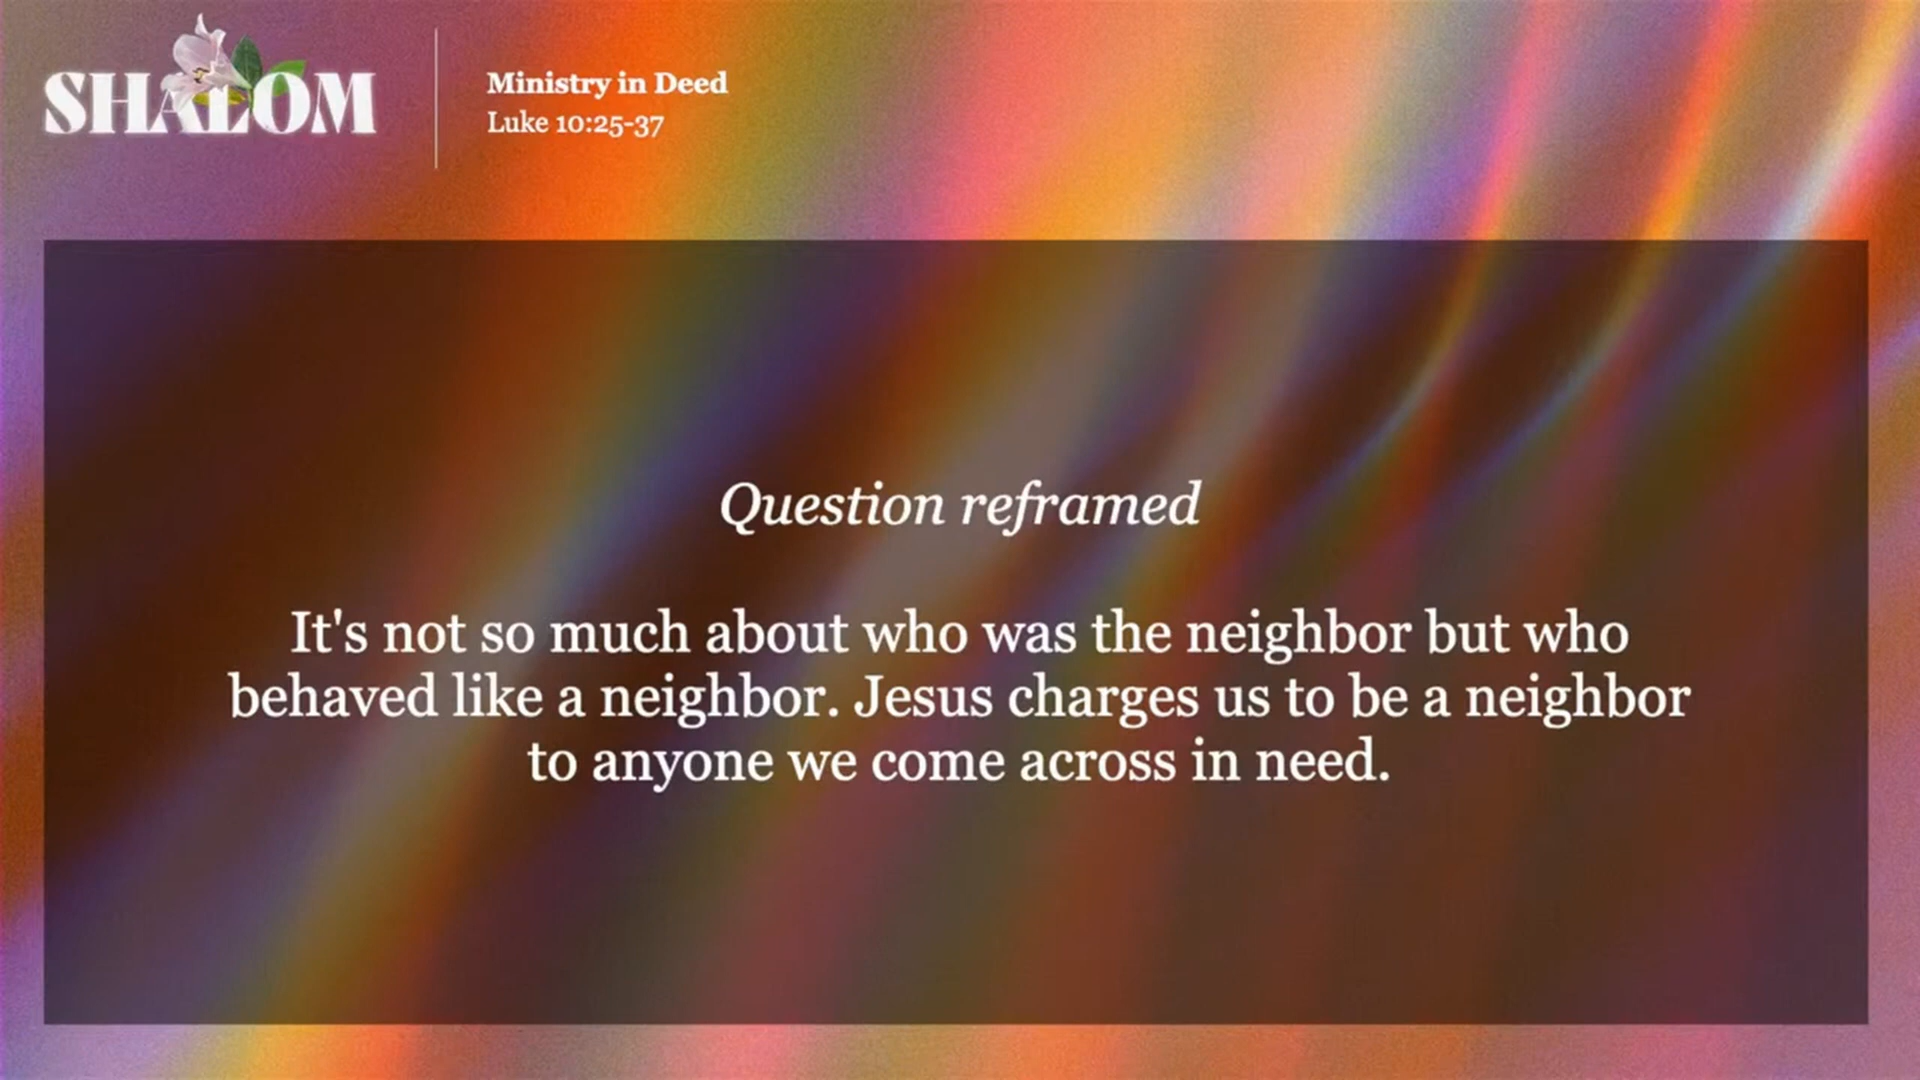 SHALOM
Ministry in Deed
Luke 10:25-37
Question reframed
It's not so much about who was the neighbor but who
behaved like a neighbor. Jesus charges us to be a neighbor
to anyone we come across in need.